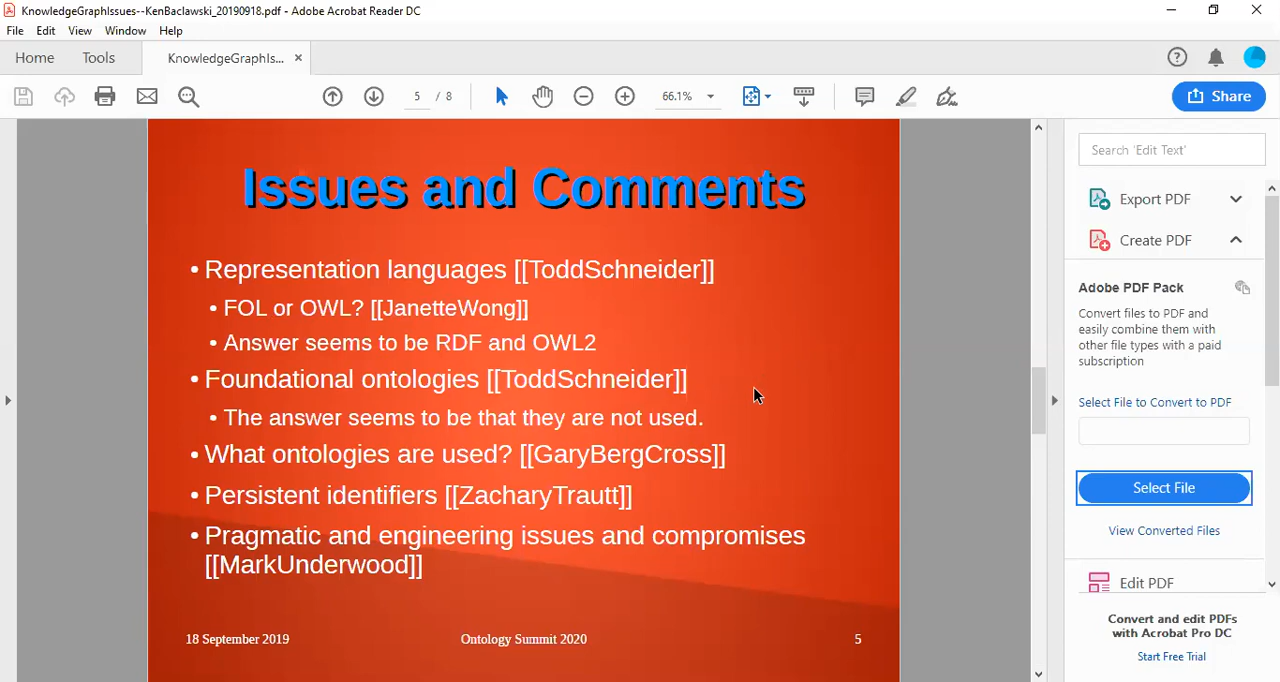 KnowledgeGraphIssues--KenBaclawski_20190918.pdf - Adobe Acrobat Reader DC
File Edit View Window Help
Home Tools KnowledgeGraphIs... ×
5 / 8 66.1% Share
Issues and Comments
• Representation languages [[ToddSchneider]]
• FOL or OWL? [[JanetteWong]]
• Answer seems to be RDF and OWL2
• Foundational ontologies [[ToddSchneider]]
• The answer seems to be that they are not used.
• What ontologies are used? [[GaryBergCross]]
• Persistent identifiers [[ZacharyTrautt]]
• Pragmatic and engineering issues and compromises
[[MarkUnderwood]]
18 September 2019 Ontology Summit 2020 5
Search 'Edit Text'
Export PDF
Create PDF
Adobe PDF Pack
Convert files to PDF and
easily combine them with
other file types with a paid
subscription
Select File to Convert to PDF
Select File
View Converted Files
Edit PDF
Convert and edit PDFs
with Acrobat Pro DC
Start Free Trial